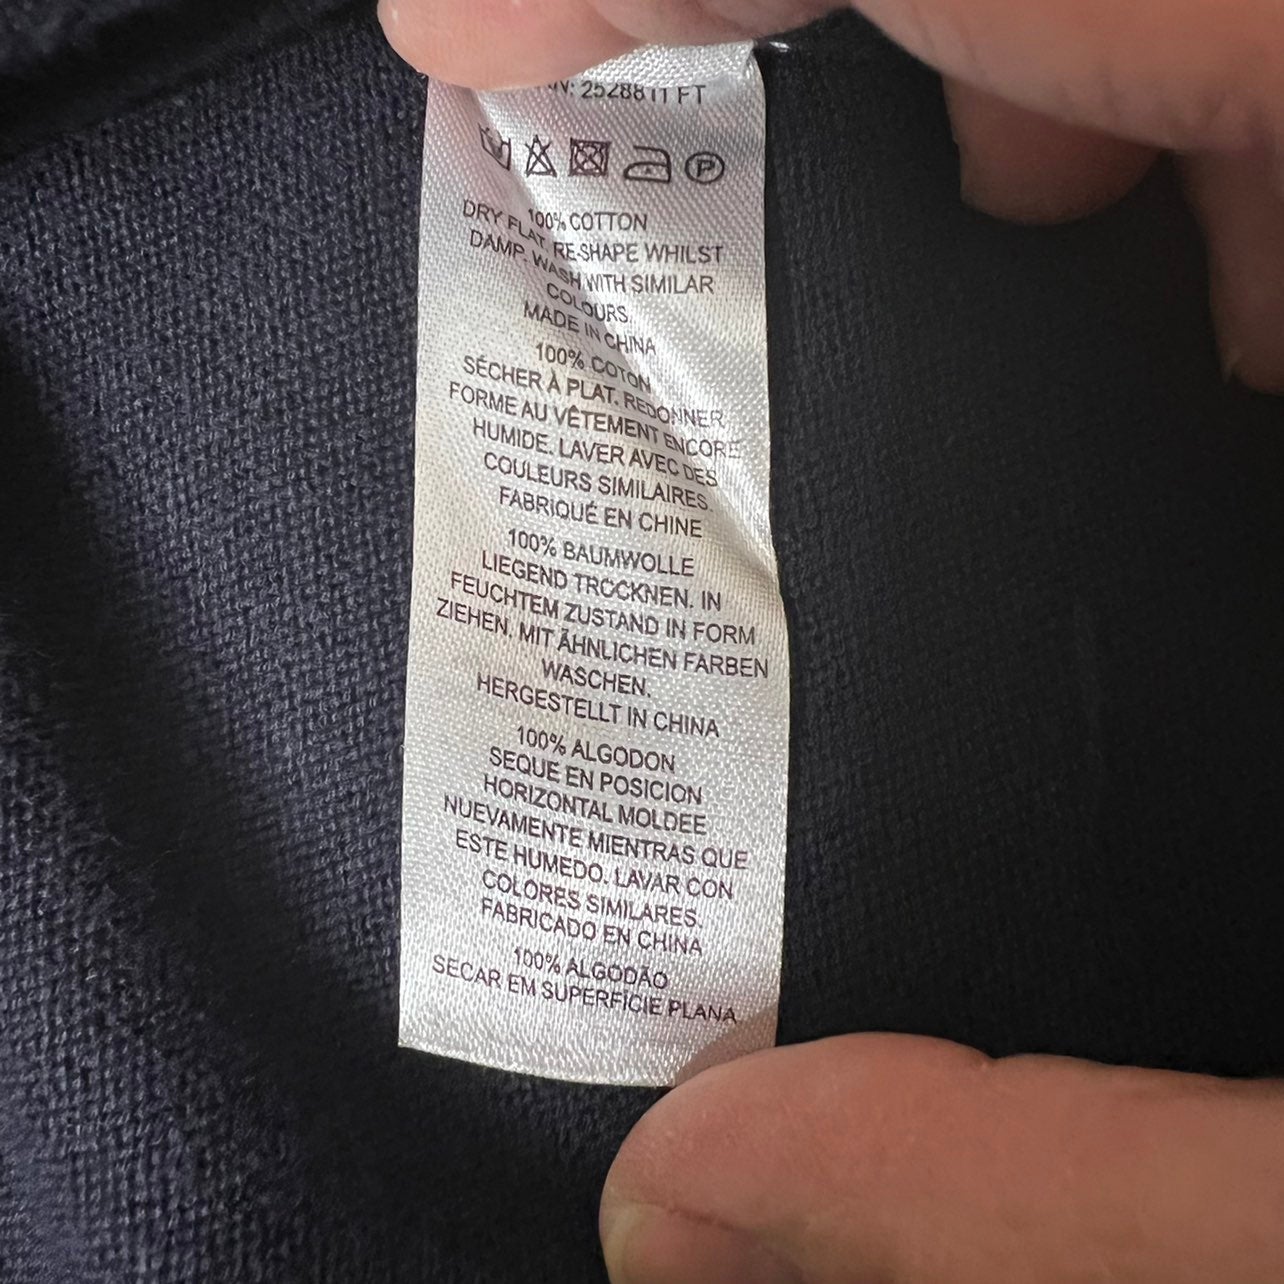 2528811 FT
P
100% COTTON
DRY FLAT. RE-SHAPE WHILST
DAMP. WASH WITH SIMILAR
COLOURS.
MADE IN CHINA
100% COTON
SÉCHER À PLAT. REDONNER
FORME AU VÊTEMENT ENCORE
HUMIDE. LAVER AVEC DES
COULEURS SIMILAIRES.
FABRIQUÉ EN CHINE
100% BAUMWOLLE
LIEGEND TROCKNEN. IN
FEUCHTEM ZUSTAND IN FORM
ZIEHEN. MIT ÄHNLICHEN FARBEN
WASCHEN.
HERGESTELLT IN CHINA
100% ALGODON
SEQUE EN POSICION
HORIZONTAL MOLDEE
NUEVAMENTE MIENTRAS QUE
ESTE HUMEDO. LAVAR CON
COLORES SIMILARES.
FABRICADO EN CHINA
100% ALGODÃO
SECAR EM SUPERFÍCIE PLANA